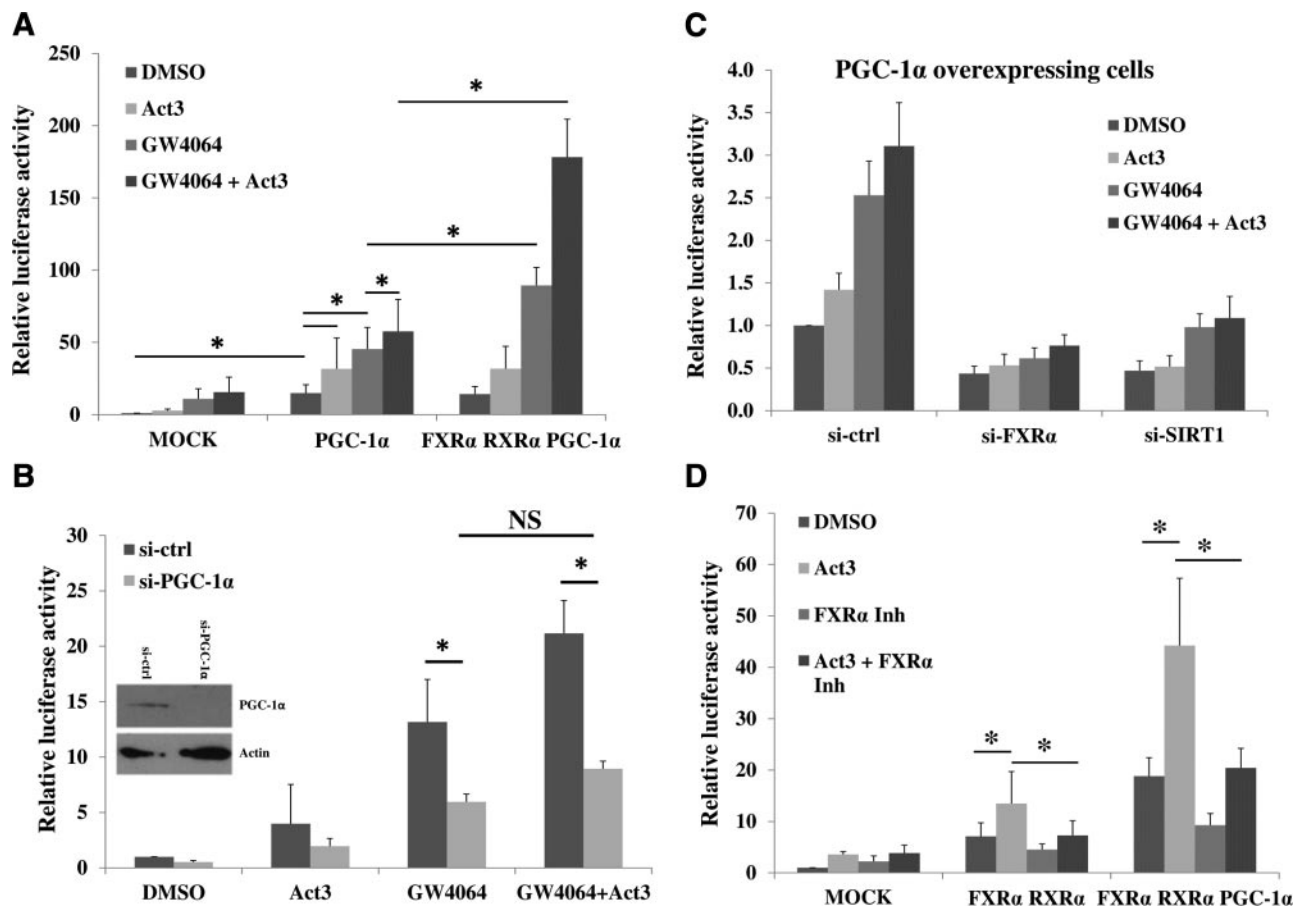 A
Relative luciferase activity
250
200
150
100
50
0
DMSO
Act3
GW4064
GW4064 + Act3
*
*
*
*
*
MOCK
PGC-1α
FXRα RXRα PGC-1α
B
Relative luciferase activity
30
25
20
15
10
5
0
si-ctrl
si-PGC-1α
si-ctrl
si-PGC-1α
PGC-1α
Actin
NS
*
*
DMSO
Act3
GW4064
GW4064+Act3
C
PGC-1α overexpressing cells
Relative luciferase activity
4.0
3.5
3.0
2.5
2.0
1.5
1.0
0.5
0.0
DMSO
Act3
GW4064
GW4064 + Act3
si-ctrl
si-FXRα
si-SIRT1
D
Relative luciferase activity
70
60
50
40
30
20
10
0
DMSO
Act3
FXRα Inh
Act3 + FXRα
Inh
*
*
*
*
MOCK
FXRα RXRα
FXRα RXRα PGC-1α